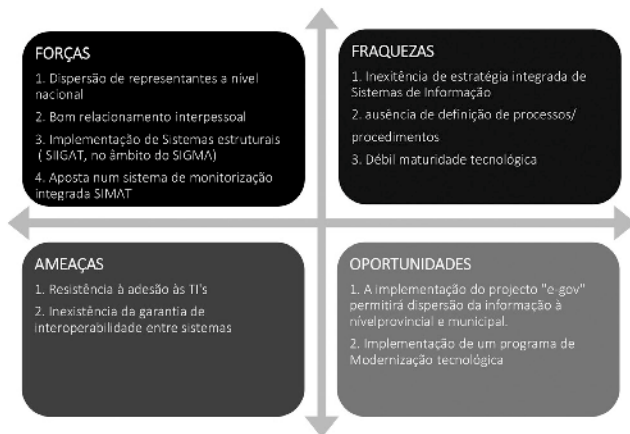 FORÇAS
1. Dispersão de representantes a nível
nacional
2. Bom relacionamento interpessoal
3. Implementação de Sistemas estruturais
( SIIGAT, no âmbito do SIGMA)
4. Aposta num sistema de monitorização
integrada SIMAT
FRAQUEZAS
1. Inexitência de estratégia integrada de
Sistemas de Informação
2. ausência de definição de processos/
procedimentos
3. Débil maturidade tecnológica
AMEAÇAS
1. Resistência à adesão às TI's
2. Inexistência da garantia de
interoperabilidade entre sistemas
OPORTUNIDADES
1. A implementação do projecto "e-gov"
permitirá dispersão da informação à
nívelprovincial e municipal.
2. Implementação de um programa de
Modernização tecnológica